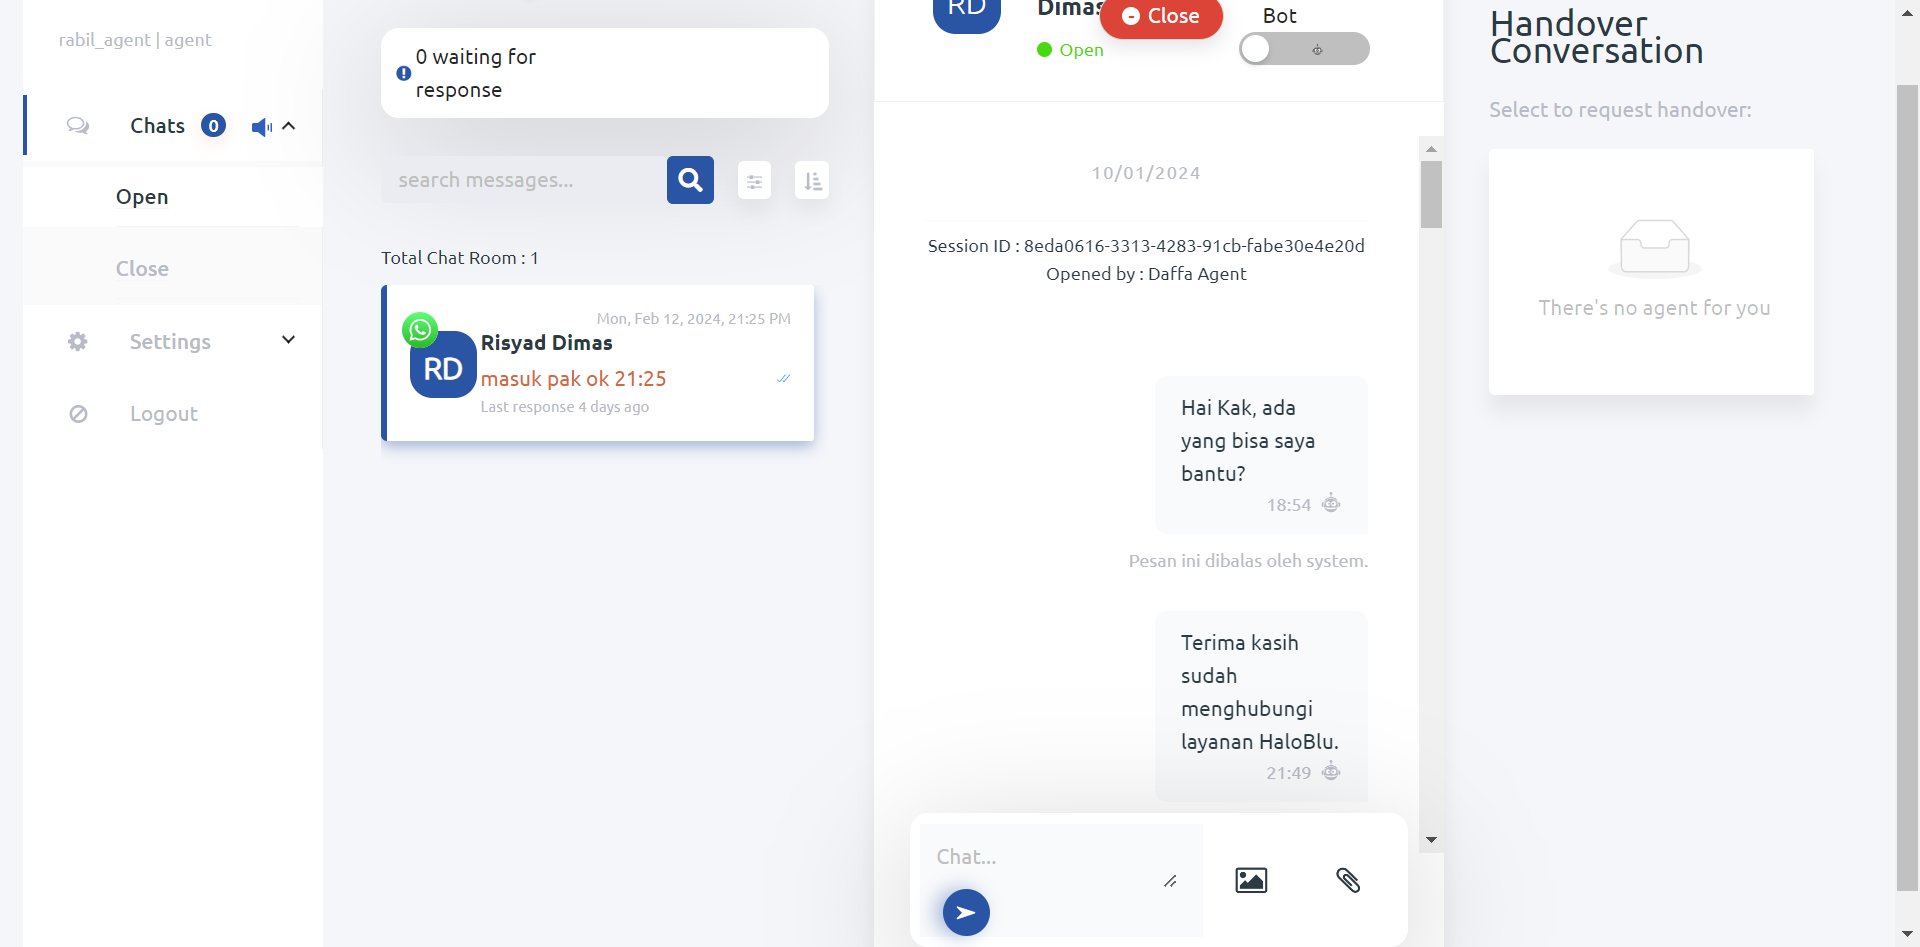 rabil_agent | agent
Chats 0
Open
Close
Settings
Logout
0 waiting for
response
search messages...
Total Chat Room : 1
Mon, Feb 12, 2024, 21:25 PM
RD
Risyad Dimas
masuk pak ok 21:25
Last response 4 days ago
RD
Dimas
Close
Bot
Open
10/01/2024
Session ID : 8eda0616-3313-4283-91cb-fabe30e4e20d
Opened by : Daffa Agent
Hai Kak, ada
yang bisa saya
bantu?
18:54
Pesan ini dibalas oleh system.
Terima kasih
sudah
menghubungi
layanan HaloBlu.
21:49
Chat...
Handover
Conversation
Select to request handover:
There's no agent for you